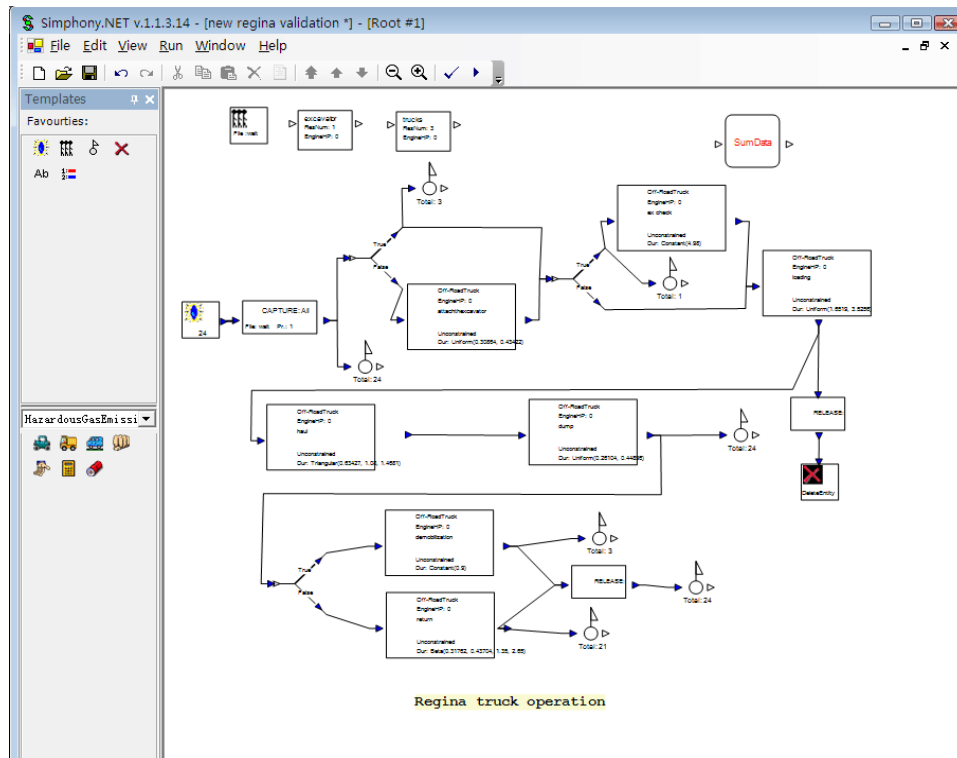 Simphony.NET v.1.1.3.14 - [new regina validation *] - [Root #1]
File Edit View Run Window Help
Templates
Favourties:
Ab
HazardousGasEmissi
File: wait
excavator
ResNum: 1
EngineHP: 0
trucks
ResNum: 3
EngineHP: 0
SumData
Total: 3
Off-RoadTruck
EngineHP: 0
ex check
Unconstrained
Dur: Constant(4.98)
True
False
True
False
Total: 1
Off-RoadTruck
EngineHP: 0
loading
Unconstrained
Off-RoadTruck
EngineHP: 0
attachthexcavator
Unconstrained
24
CAPTURE: All
File: wait Pri.: 1
Total: 24
Off-RoadTruck
EngineHP: 0
haul
Unconstrained
Off-RoadTruck
EngineHP: 0
dump
Unconstrained
Total: 24
RELEASE:
DeleteEntity
Off-RoadTruck
EngineHP: 0
demobilization
Unconstrained
Dur: Constant(0.9)
True
False
Total: 3
RELEASE:
Total: 24
Off-RoadTruck
EngineHP: 0
return
Unconstrained
Total: 21
Regina truck operation